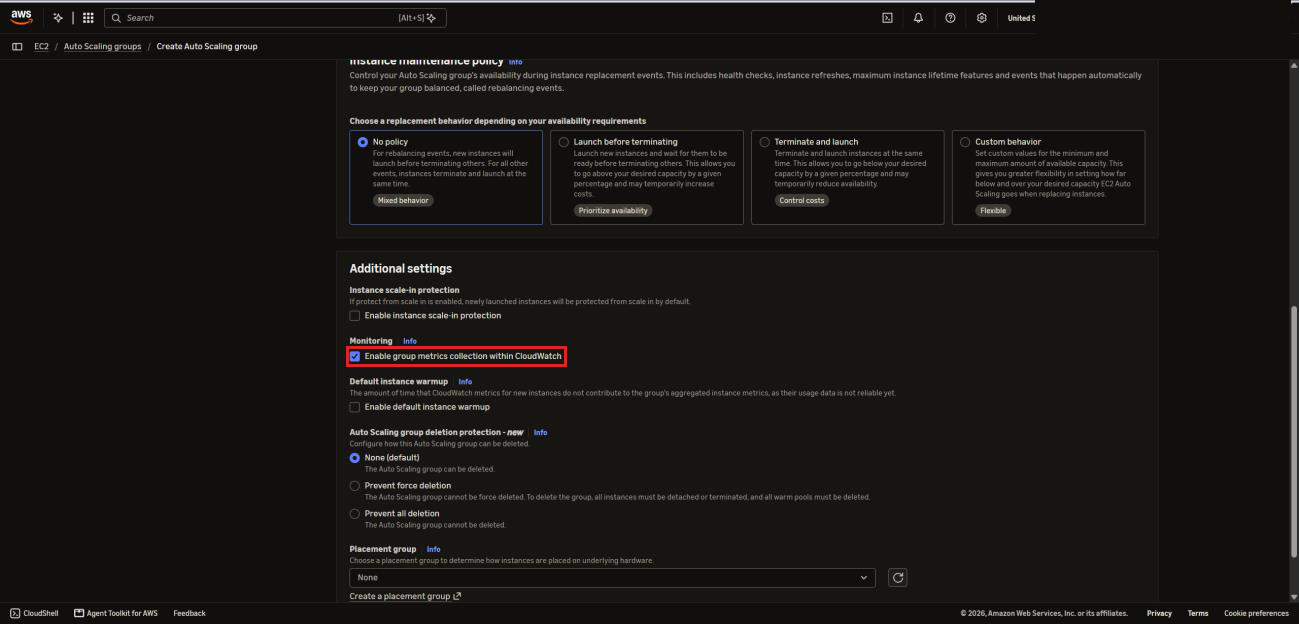 aws
Search
[Alt+S]
United S
EC2 / Auto Scaling groups / Create Auto Scaling group
Instance maintenance policy Info
Control your Auto Scaling group's availability during instance replacement events. This includes health checks, instance refreshes, maximum instance lifetime features and events that happen automatically
to keep your group balanced, called rebalancing events.
Choose a replacement behavior depending on your availability requirements
No policy
For rebalancing events, new instances will
launch before terminating others. For all other
events, instances terminate and launch at the
same time.
Mixed behavior
Launch before terminating
Launch new instances and wait for them to be
ready before terminating others. This allows you
to go above your desired capacity by a given
percentage and may temporarily increase
costs.
Prioritize availability
Terminate and launch
Terminate and launch instances at the same
time. This allows you to go below your desired
capacity by a given percentage and may
temporarily reduce availability.
Control costs
Custom behavior
Set custom values for the minimum and
maximum amount of available capacity. This
gives you greater flexibility in setting how far
below and over your desired capacity EC2 Auto
Scaling goes when replacing instances.
Flexible
Additional settings
Instance scale-in protection
If protect from scale in is enabled, newly launched instances will be protected from scale in by default.
Enable instance scale-in protection
Monitoring Info
Enable group metrics collection within CloudWatch
Default instance warmup Info
The amount of time that CloudWatch metrics for new instances do not contribute to the group's aggregated instance metrics, as their usage data is not reliable yet.
Enable default instance warmup
Auto Scaling group deletion protection - new Info
Configure how this Auto Scaling group can be deleted.
None (default)
The Auto Scaling group can be deleted.
Prevent force deletion
The Auto Scaling group cannot be force deleted. To delete the group, all instances must be detached or terminated, and all warm pools must be deleted.
Prevent all deletion
The Auto Scaling group cannot be deleted.
Placement group Info
Choose a placement group to determine how instances are placed on underlying hardware.
None
Create a placement group
CloudShell Agent Toolkit for AWS Feedback © 2026, Amazon Web Services, Inc. or its affiliates. Privacy Terms Cookie preferences